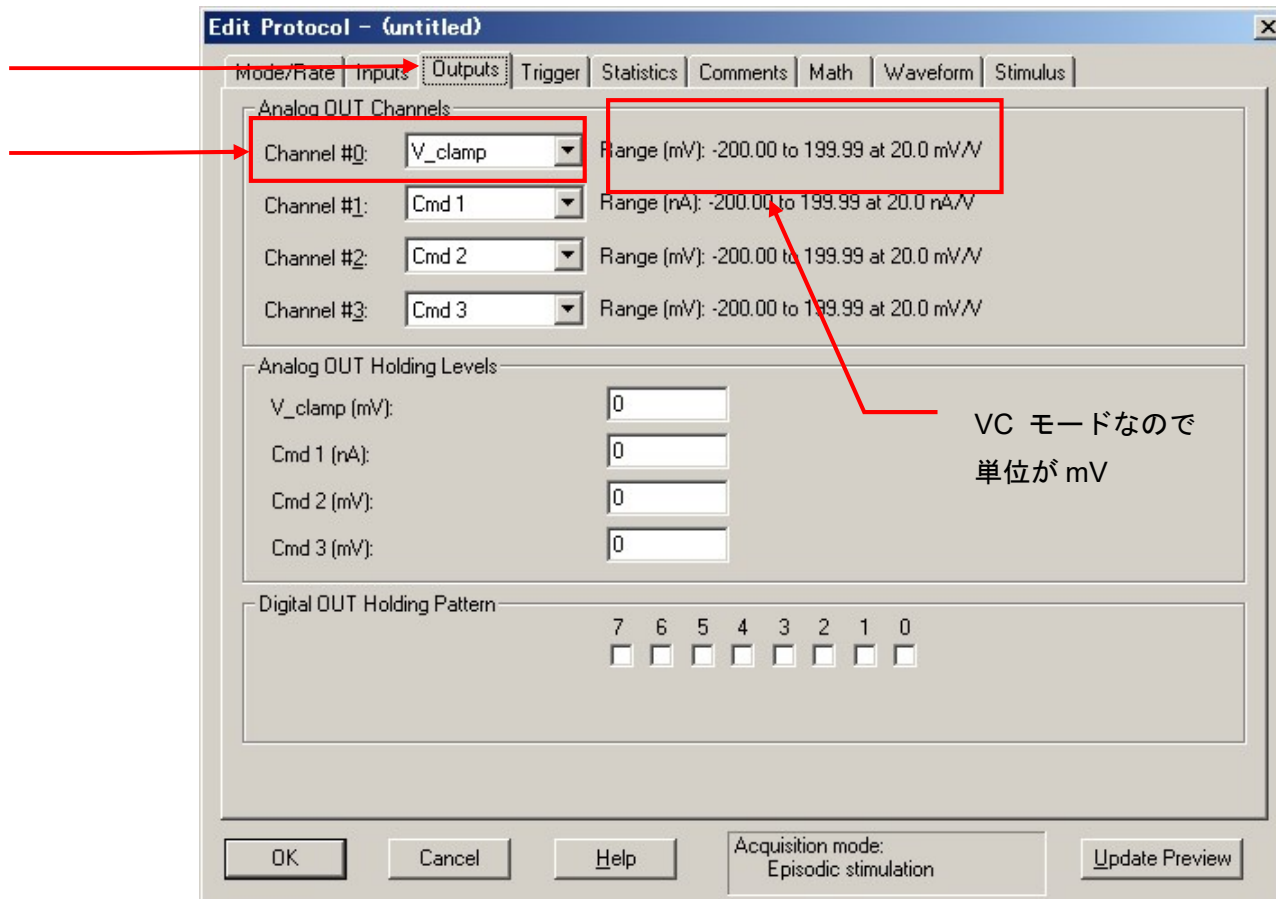 Edit Protocol - (untitled)
Mode/Rate Inputs Outputs Trigger Statistics Comments Math Waveform Stimulus
Analog OUT Channels
Channel #0: V_clamp Range (mV): -200.00 to 199.99 at 20.0 mV/V
Channel #1: Cmd 1 Range (nA): -200.00 to 199.99 at 20.0 nA/V
Channel #2: Cmd 2 Range (mV): -200.00 to 199.99 at 20.0 mV/V
Channel #3: Cmd 3 Range (mV): -200.00 to 199.99 at 20.0 mV/V
Analog OUT Holding Levels
V_clamp (mV): 0
Cmd 1 (nA): 0
Cmd 2 (mV): 0
Cmd 3 (mV): 0
VC モードなので
単位が mV
Digital OUT Holding Pattern
7 6 5 4 3 2 1 0
OK Cancel Help Acquisition mode: Update Preview
Episodic stimulation